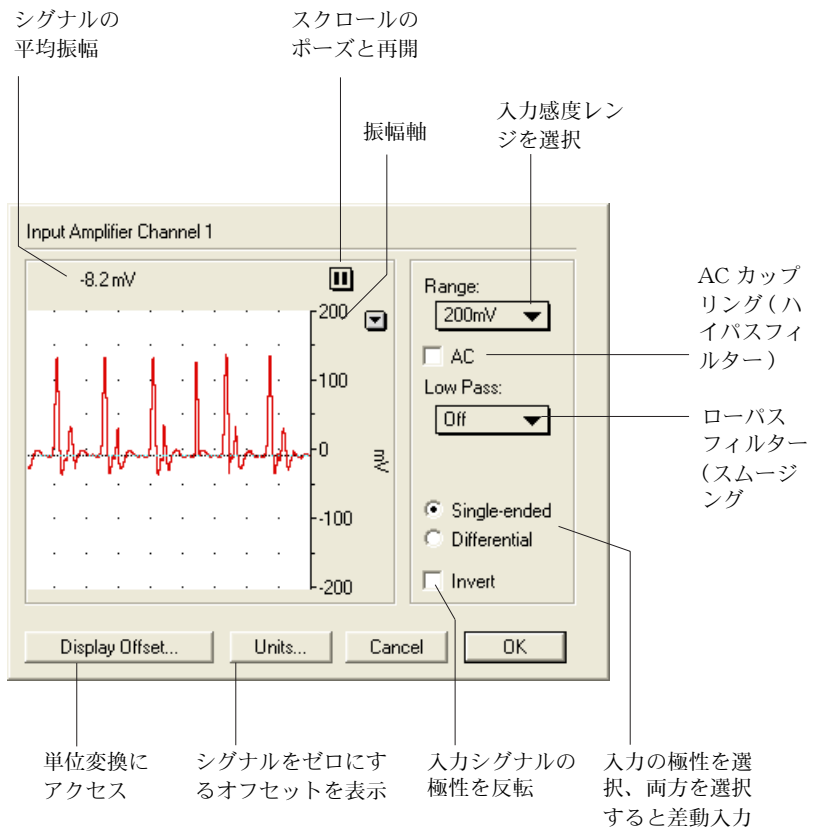 シグナルの
平均振幅
スクロールの
ポーズと再開
振幅軸
入力感度レン
ジを選択
Input Amplifier Channel 1
-8.2 mV
200
100
0
-100
-200
mV
Range:
200mV
AC
Low Pass:
Off
Single-ended
Differential
Invert
AC カップ
リング ( ハ
イパスフィ
ルター )
ローパス
フィルター
(スムージ
ング
Display Offset...
Units...
Cancel
OK
単位変換に
アクセス
シグナルをゼロにす
るオフセットを表示
入力シグナルの
極性を反転
入力の極性を選
択、両方を選択
すると差動入力